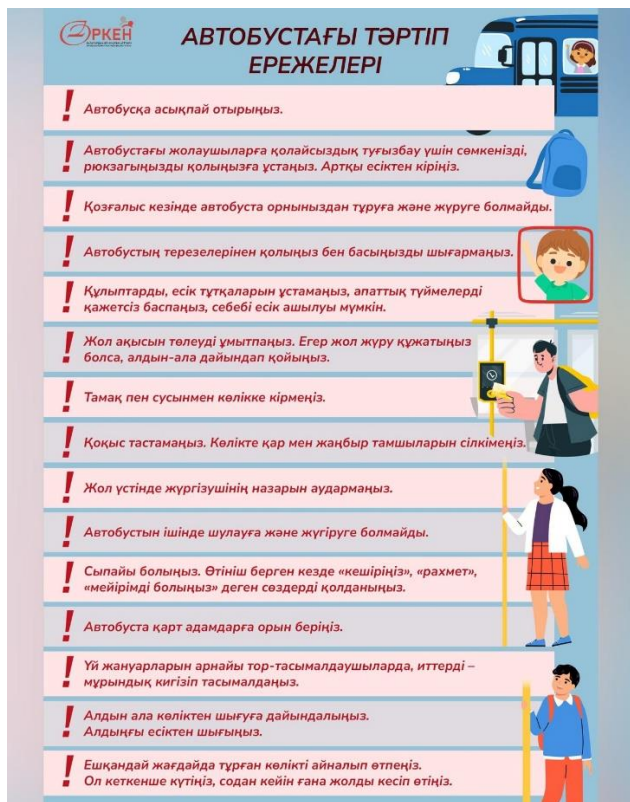 ӨРКЕН
АВТОБУСТАҒЫ ТӘРТІП
ЕРЕЖЕЛЕРІ
! Автобусқа асықпай отырыңыз.
! Автобустағы жолаушыларға қолайсыздық туғызбау үшін сөмкенізді,
рюкзагыңызды қолыңызға ұстаңыз. Артқы есіктен кіріңіз.
! Қозғалыс кезінде автобуста орныныздан тұруға және жүруге болмайды.
! Автобустың терезелерінен қолыңыз бен басыңызды шығармаңыз.
! Құлыптарды, есік тұтқаларын ұстамаңыз, апаттық түймелерді
қажетсіз баспаңыз, себебі есік ашылуы мүмкін.
! Жол ақысын төлеуді ұмытпаңыз. Егер жол жүру құжатыңыз
болса, алдын-ала дайындап қойыңыз.
! Тамақ пен сусынмен көлікке кірмеңіз.
! Қоқыс тастамаңыз. Көлікте қар мен жаңбыр тамшыларын сілкімеңіз.
! Жол үстінде жүргізушінің назарын аудармаңыз.
! Автобустын ішінде шулауға және жүгіруге болмайды.
! Сыпайы болыңыз. Өтініш берген кезде «кешіріңіз», «рахмет»,
«мейірімді болыңыз» деген сөздерді қолданыңыз.
! Автобуста қарт адамдарға орын беріңіз.
! Үй жануарларын арнайы тор-тасымалдаушыларда, иттерді –
мұрындық кигізіп тасымалдаңыз.
! Алдын ала көліктен шығуға дайындалыңыз.
Алдыңғы есіктен шығыңыз.
! Ешқандай жағдайда тұрған көлікті айналып өтпеңіз.
Ол кеткенше күтіңіз, содан кейін ғана жолды кесіп өтіңіз.